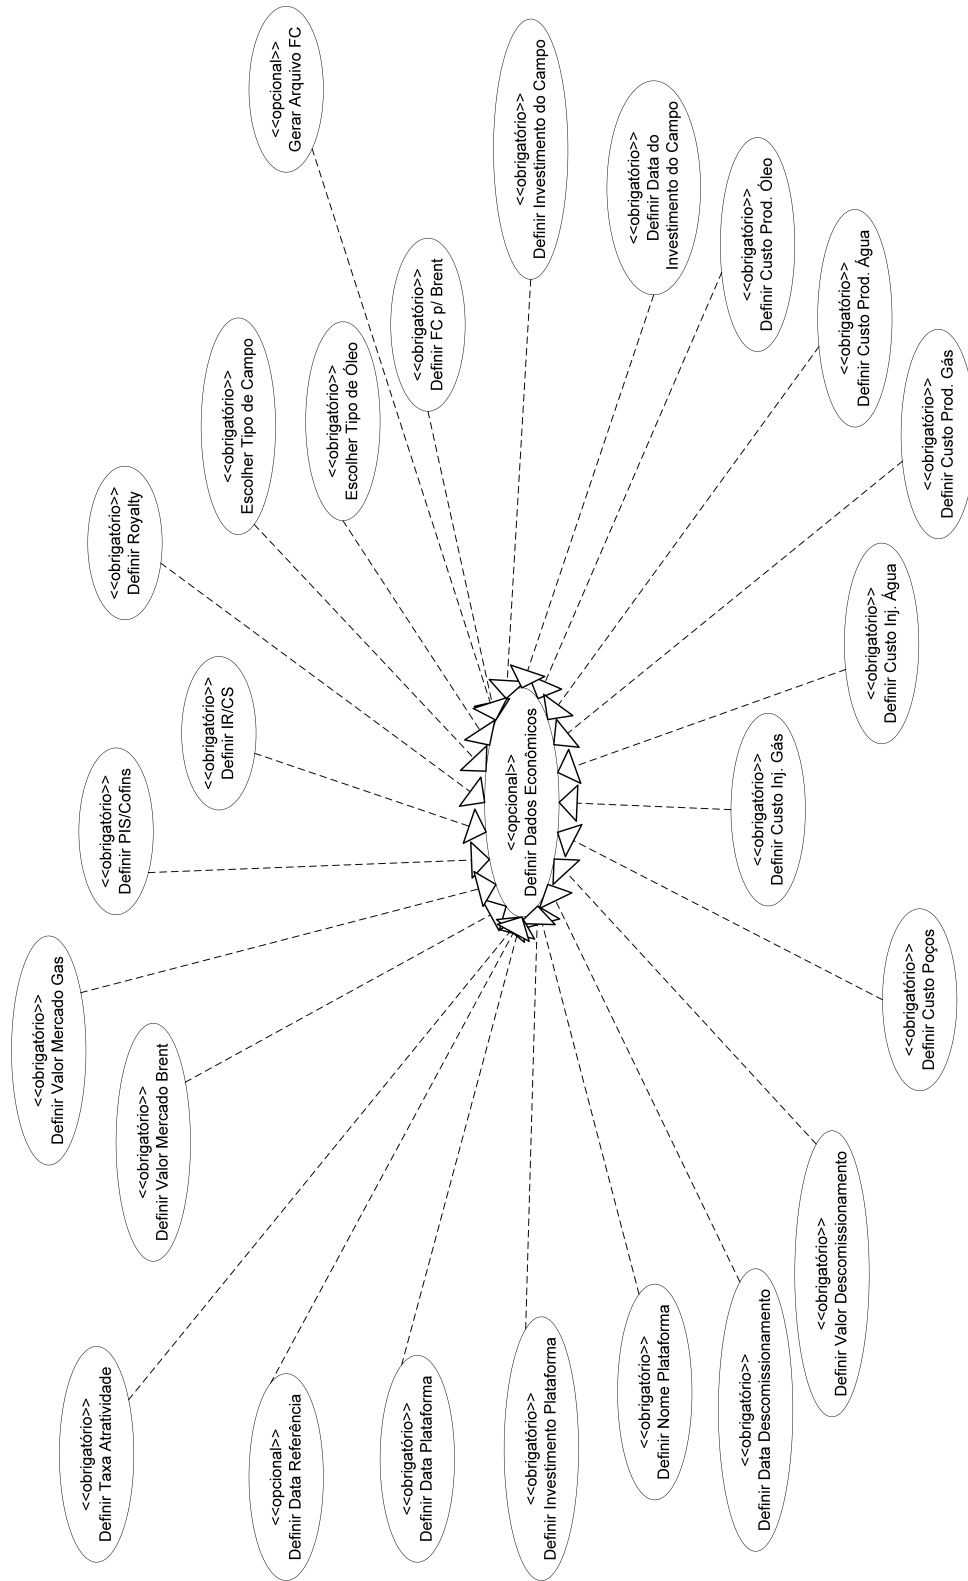 <<obrigatório>>
Definir Taxa Atratividade
<<obrigatório>>
Definir Valor Mercado Gas
<<obrigatório>>
Definir Valor Mercado Brent
<<obrigatório>>
Definir PIS/Cofins
<<obrigatório>>
Definir IR/CS
<<obrigatório>>
Definir Royalty
<<obrigatório>>
Escolher Tipo de Campo
<<obrigatório>>
Escolher Tipo de Óleo
<<opcional>>
Gerar Arquivo FC
<<obrigatório>>
Definir FC p/ Brent
<<opcional>>
Definir Data Referência
<<obrigatório>>
Definir Data Plataforma
<<obrigatório>>
Definir Investimento Plataforma
<<opcional>>
Definir Dados Econômicos
<<obrigatório>>
Definir Investimento do Campo
<<obrigatório>>
Definir Data do
Investimento do Campo
<<obrigatório>>
Definir Nome Plataforma
<<obrigatório>>
Definir Data Descomissionamento
<<obrigatório>>
Definir Valor Descomissionamento
<<obrigatório>>
Definir Custo Poços
<<obrigatório>>
Definir Custo Inj. Gás
<<obrigatório>>
Definir Custo Inj. Água
<<obrigatório>>
Definir Custo Prod. Gás
<<obrigatório>>
Definir Custo Prod. Água
<<obrigatório>>
Definir Custo Prod. Óleo